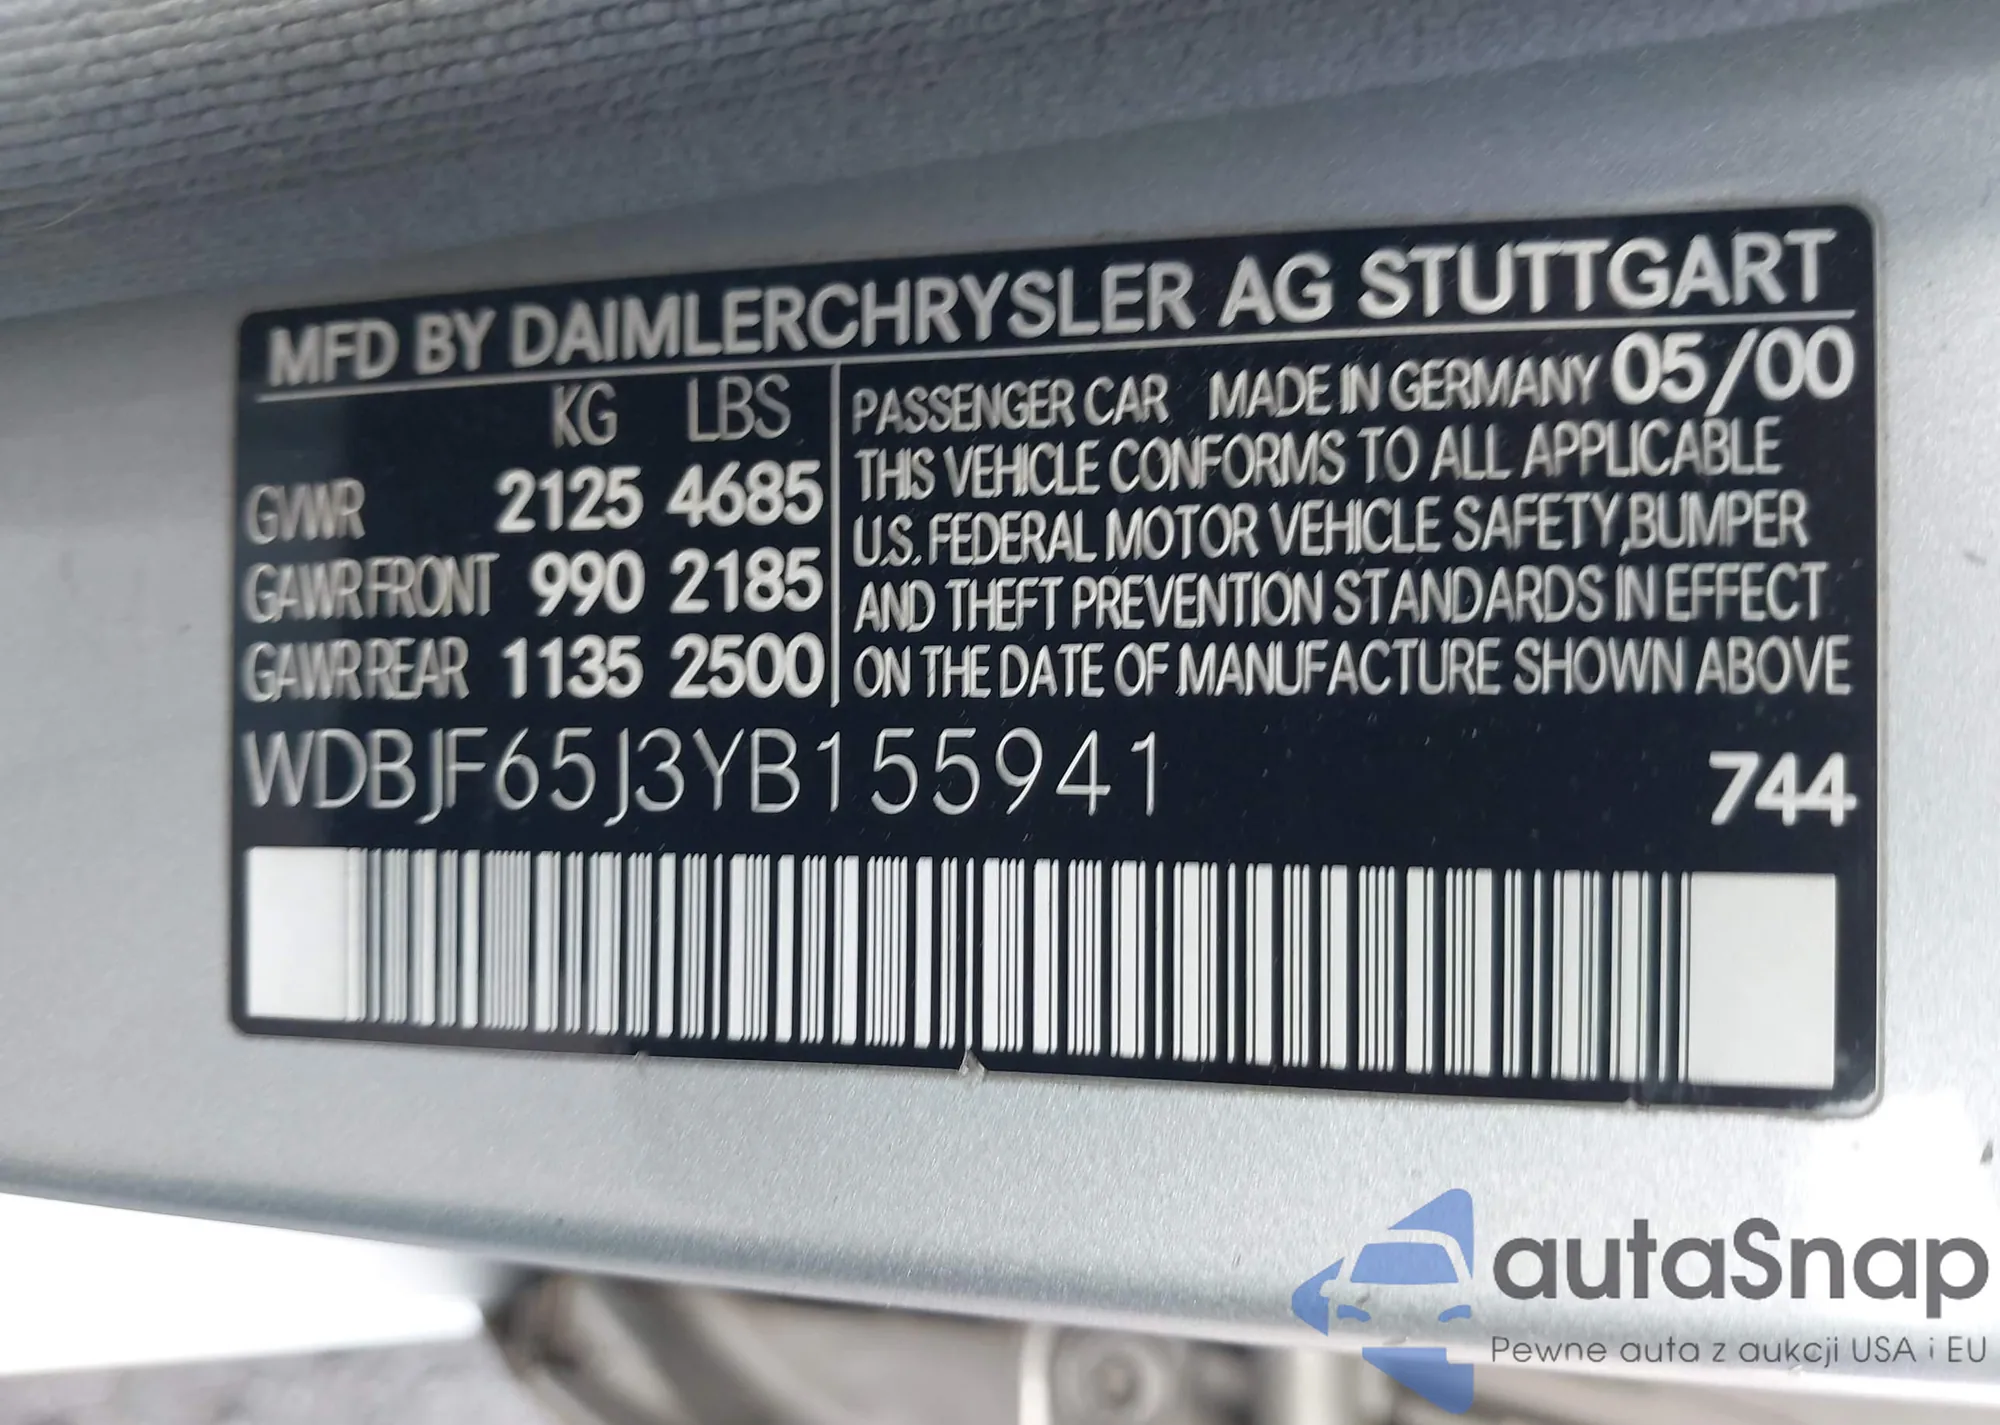 MFD BY DAIMLERCHRYSLER AG STUTTGART
KG LBS
GVWR 2125 4685
GAWR FRONT 990 2185
GAWR REAR 1135 2500
PASSENGER CAR MADE IN GERMANY 05/00
THIS VEHICLE CONFORMS TO ALL APPLICABLE
U.S. FEDERAL MOTOR VEHICLE SAFETY, BUMPER
AND THEFT PREVENTION STANDARDS IN EFFECT
ON THE DATE OF MANUFACTURE SHOWN ABOVE
WDBJF65J3YB155941 744
autaSnap
Pewne auta z aukcji USA i EU